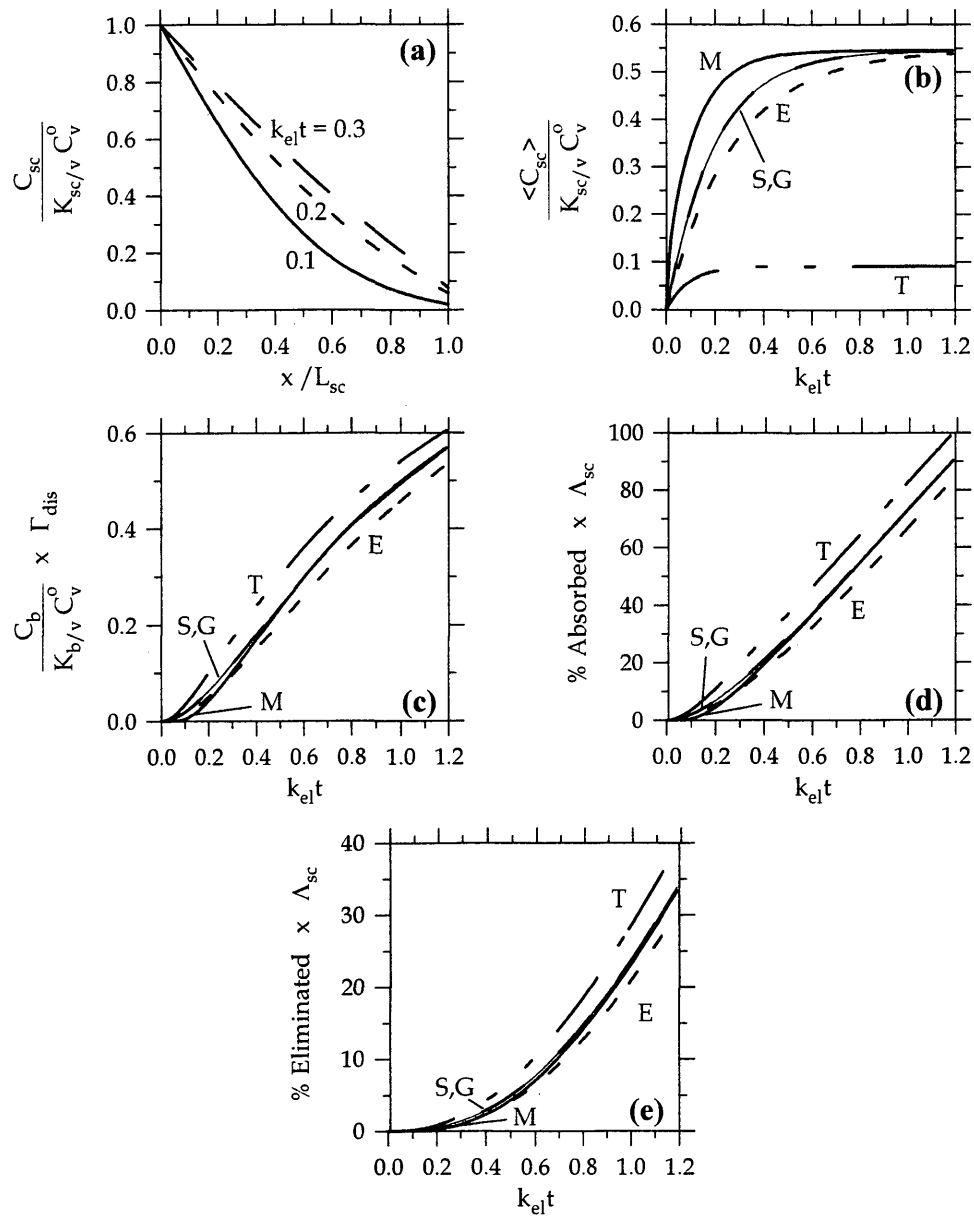 (a)
C_sc
K_sc/v C_v^o
1.0
0.8
0.6
0.4
0.2
0.0
k_el t = 0.3
0.2
0.1
0.0 0.2 0.4 0.6 0.8 1.0
x / L_sc
(b)
<C_sc>
K_sc/v C_v^o
0.6
0.5
0.4
0.3
0.2
0.1
0.0
M
E
S,G
T
0.0 0.2 0.4 0.6 0.8 1.0 1.2
k_el t
(c)
C_b
K_b/v C_v^o
x Γ_dis
0.6
0.4
0.2
0.0
T
E
S,G
M
0.0 0.2 0.4 0.6 0.8 1.0 1.2
k_el t
(d)
% Absorbed x Λ_sc
100
80
60
40
20
0
T
E
S,G
M
0.0 0.2 0.4 0.6 0.8 1.0 1.2
k_el t
(e)
% Eliminated x Λ_sc
40
30
20
10
0
T
E
S,G
M
0.0 0.2 0.4 0.6 0.8 1.0 1.2
k_el t